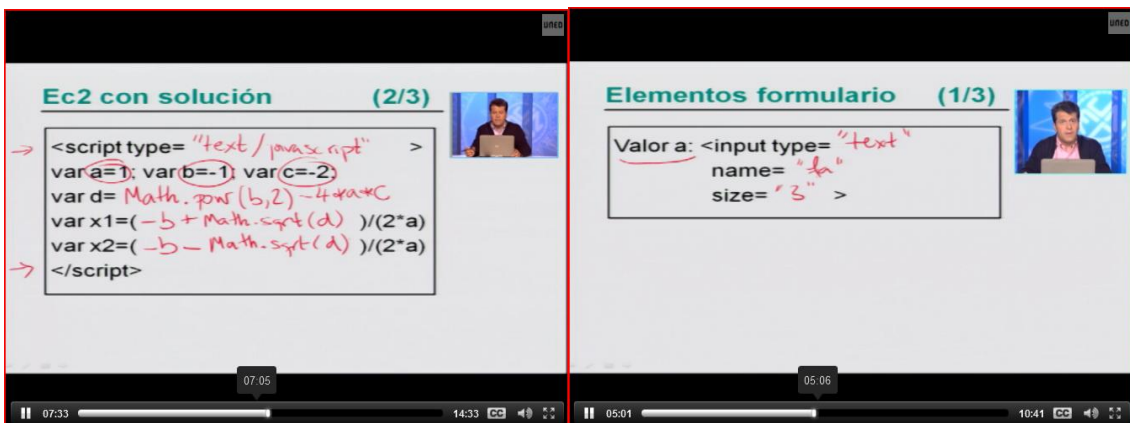 UNED
Ec2 con solución (2/3)
→ <script type= "text/javascript" >
var a=1; var b=-1; var c=-2;
var d= Math.pow(b,2)-4*a*c
var x1=( -b + Math.sqrt(d) )/(2*a)
var x2=( -b - Math.sqrt(d) )/(2*a)
→ </script>
07:05
07:33 14:33 CC
UNED
Elementos formulario (1/3)
Valor a: <input type= "text"
name= "fa"
size= "3" >
05:06
05:01 10:41 CC